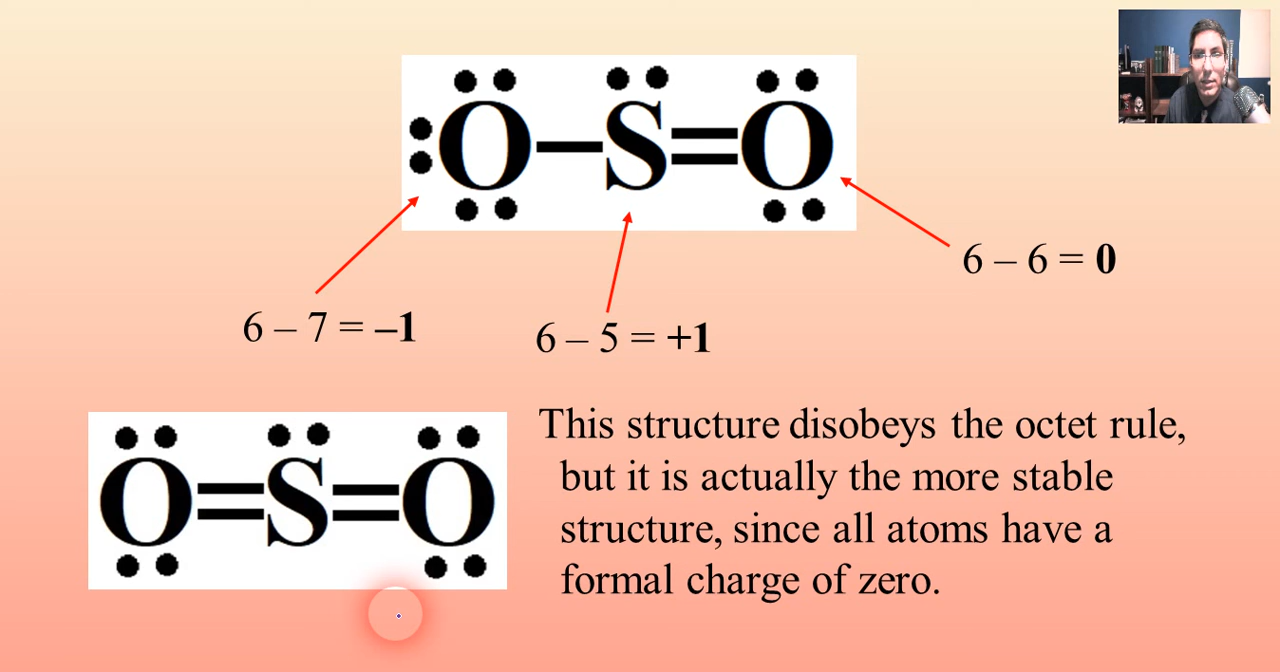 O – S = O
6 – 6 = 0
6 – 7 = –1
6 – 5 = +1
O = S = O
This structure disobeys the octet rule,
but it is actually the more stable
structure, since all atoms have a
formal charge of zero.